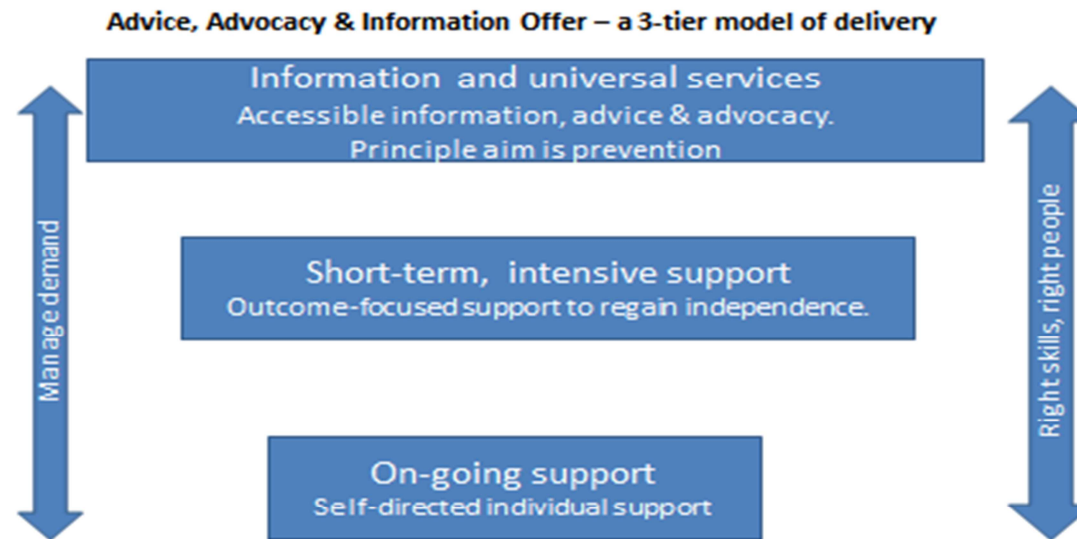 Advice, Advocacy & Information Offer – a 3-tier model of delivery
Information and universal services
Accessible information, advice & advocacy.
Principle aim is prevention
Manage demand
Short-term, intensive support
Outcome-focused support to regain independence.
Right skills, right people
On-going support
Self-directed individual support